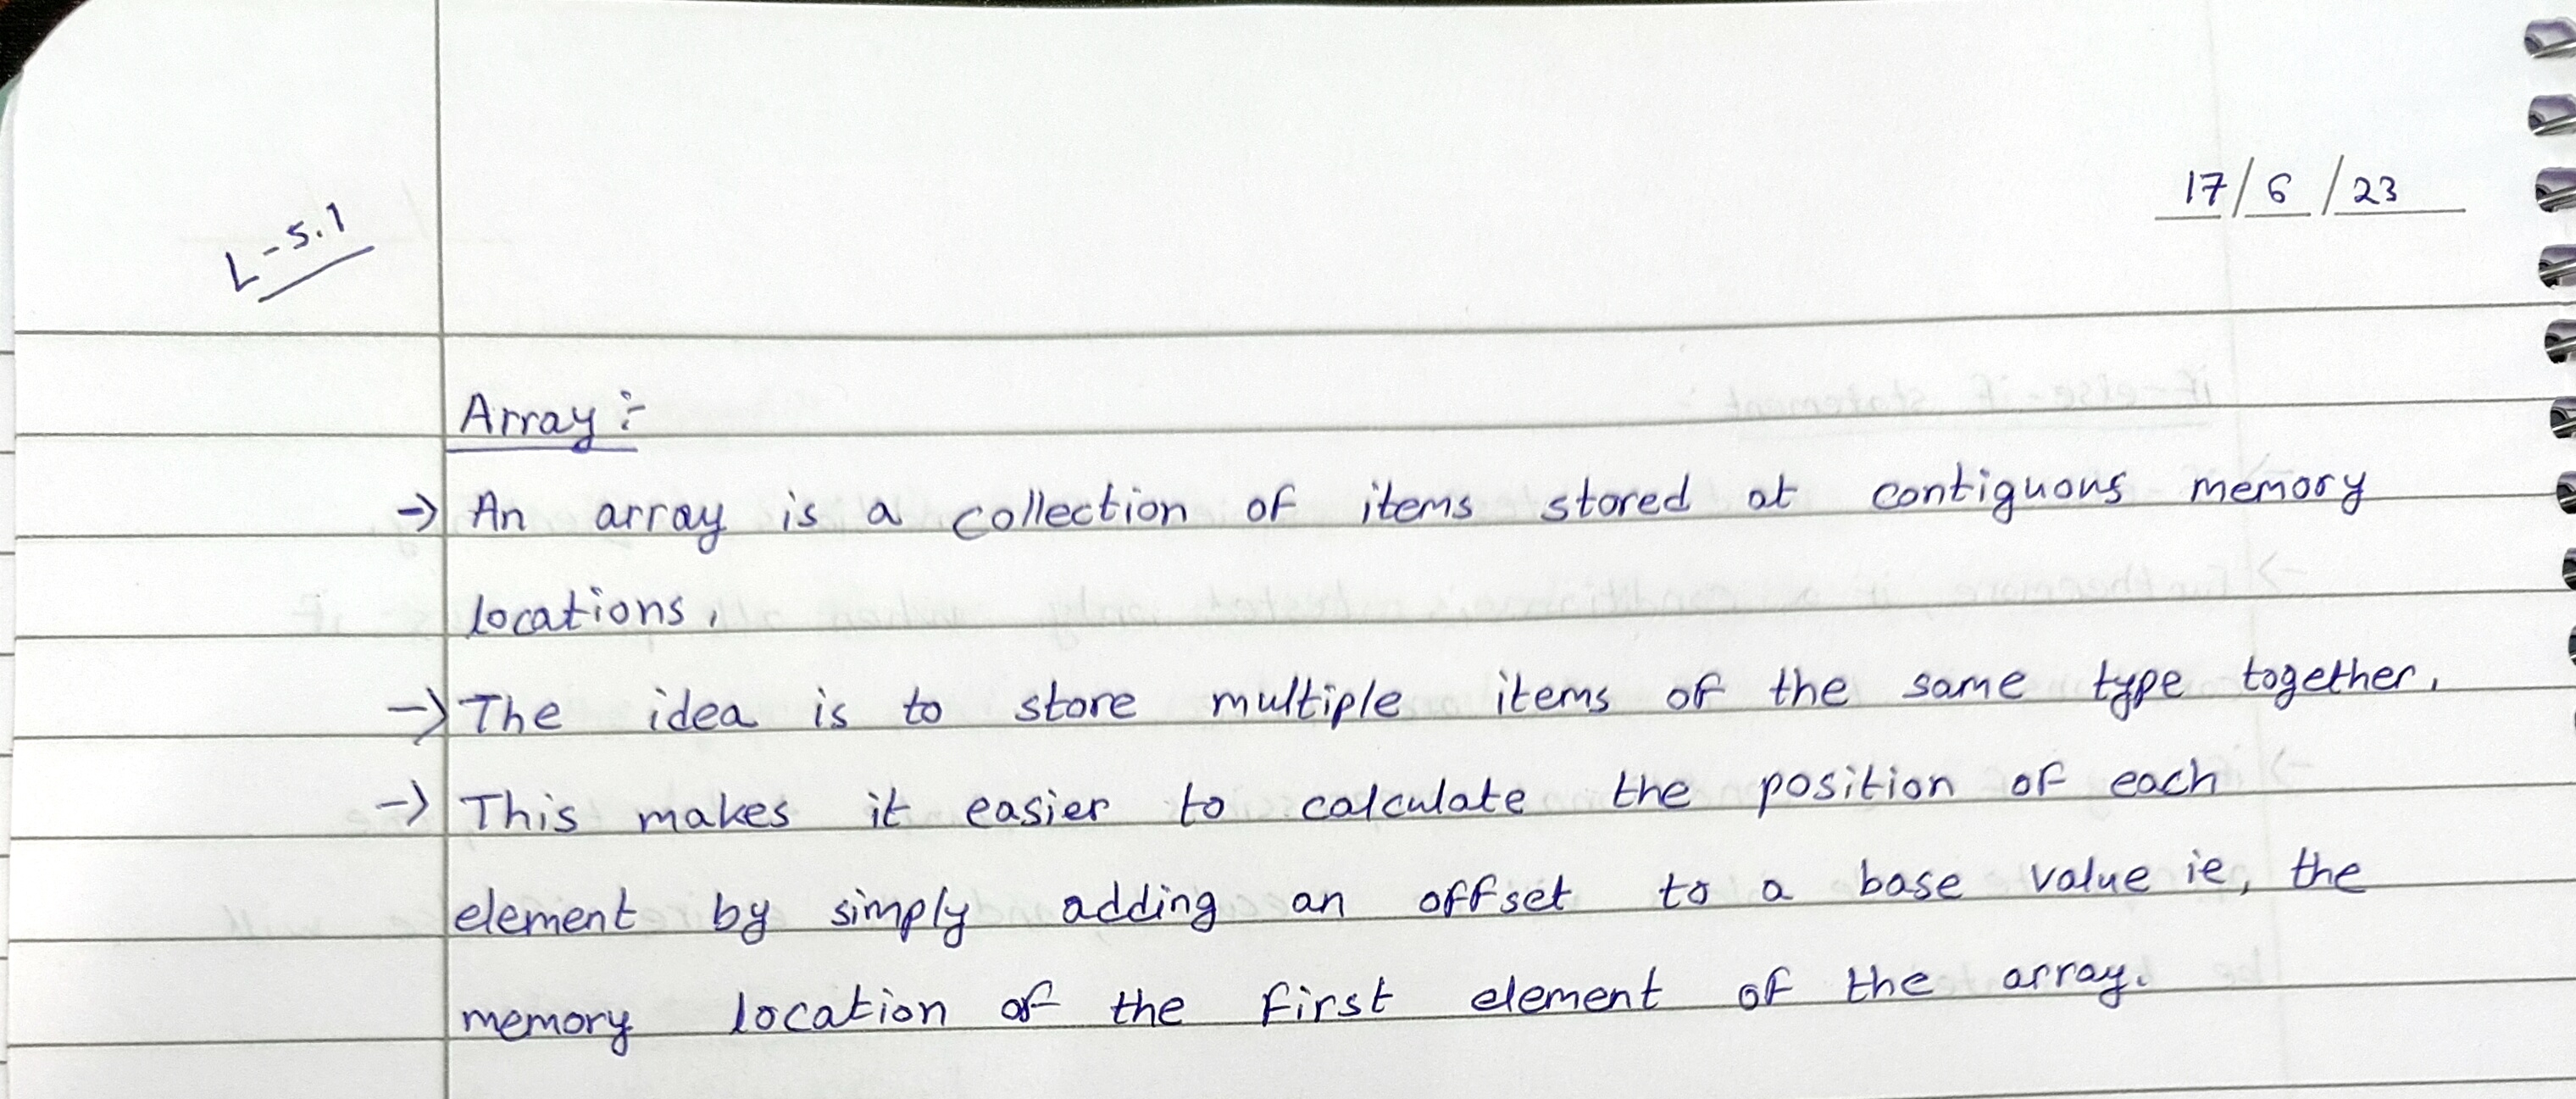 17/6/23
L-5.1
Array:-
→ An array is a collection of items stored at contiguous memory
locations.
→ The idea is to store multiple items of the same type together.
→ This makes it easier to calculate the position of each
element by simply adding an offset to a base value ie, the
memory location of the first element of the array.